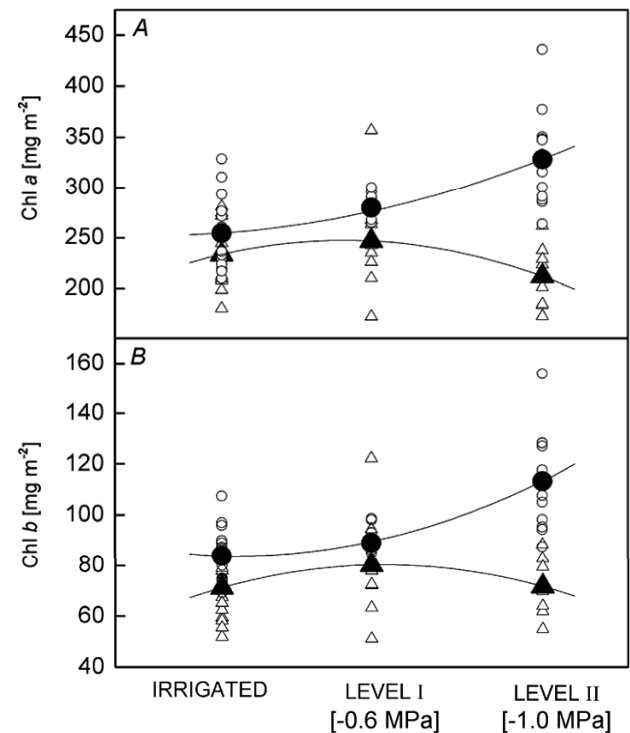 A
450
400
350
300
250
200
Chl a [mg m⁻²]
B
160
140
120
100
80
60
40
Chl b [mg m⁻²]
IRRIGATED
LEVEL I
[-0.6 MPa]
LEVEL II
[-1.0 MPa]